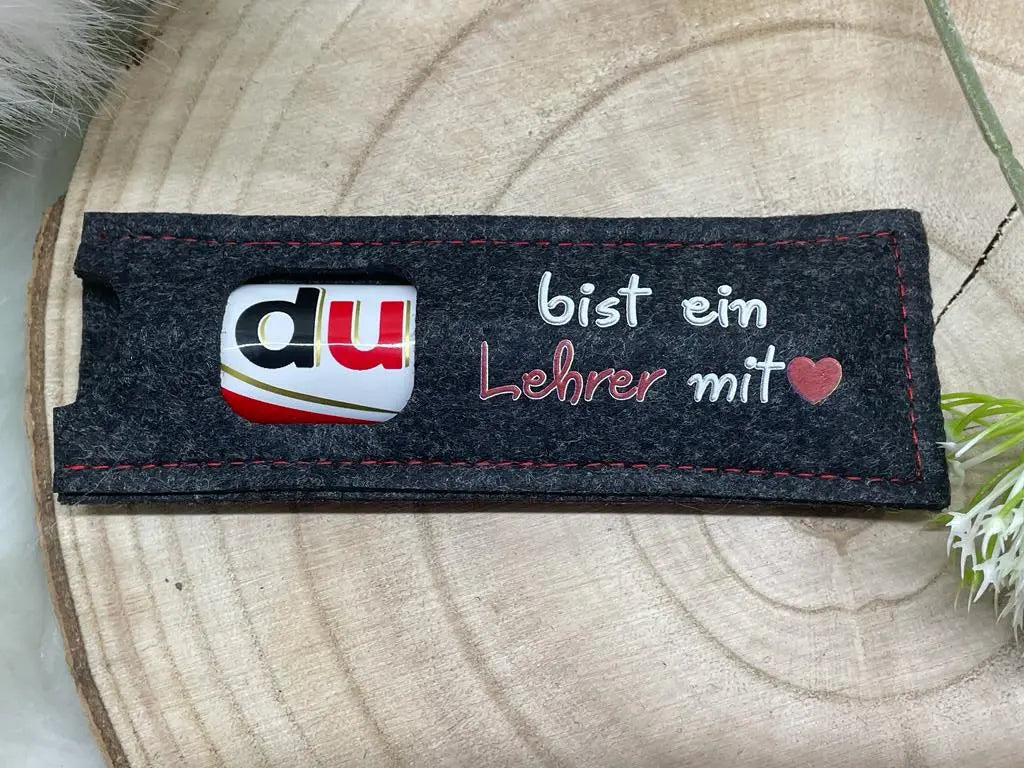 du
bist ein
Lehrer mit❤